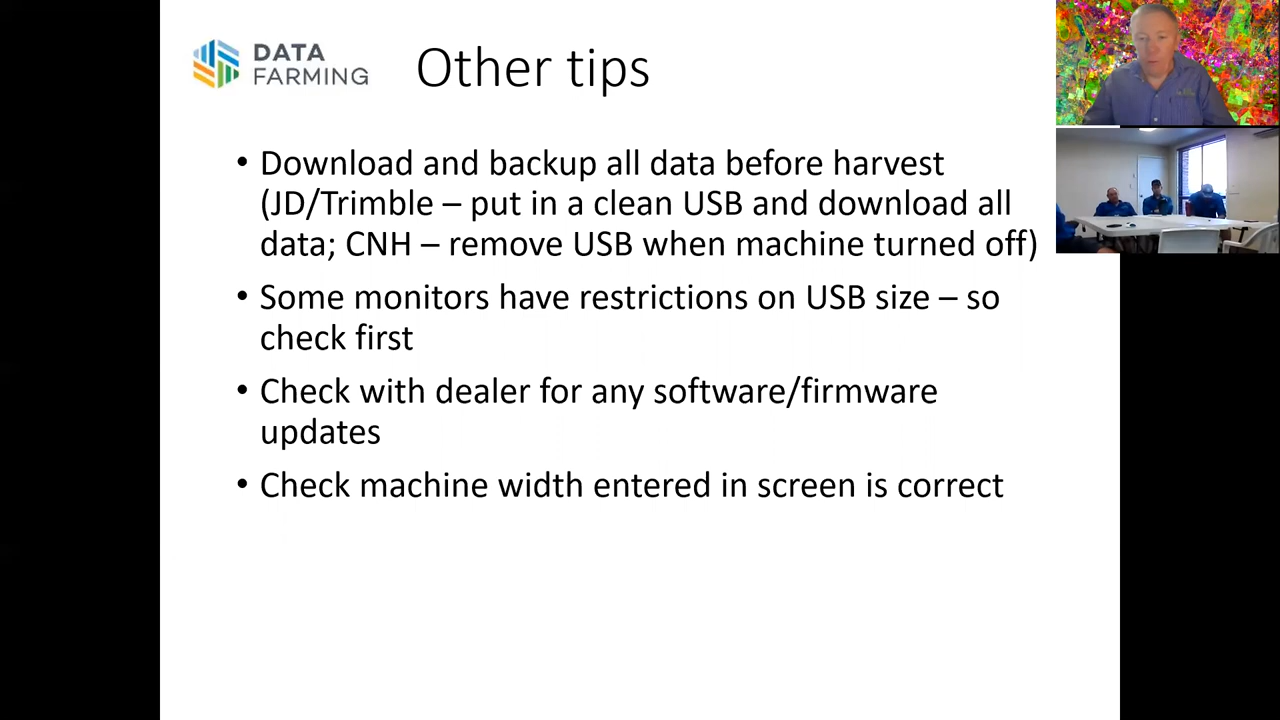 DATA
FARMING
Other tips
• Download and backup all data before harvest
(JD/Trimble – put in a clean USB and download all
data; CNH – remove USB when machine turned off)
• Some monitors have restrictions on USB size – so
check first
• Check with dealer for any software/firmware
updates
• Check machine width entered in screen is correct